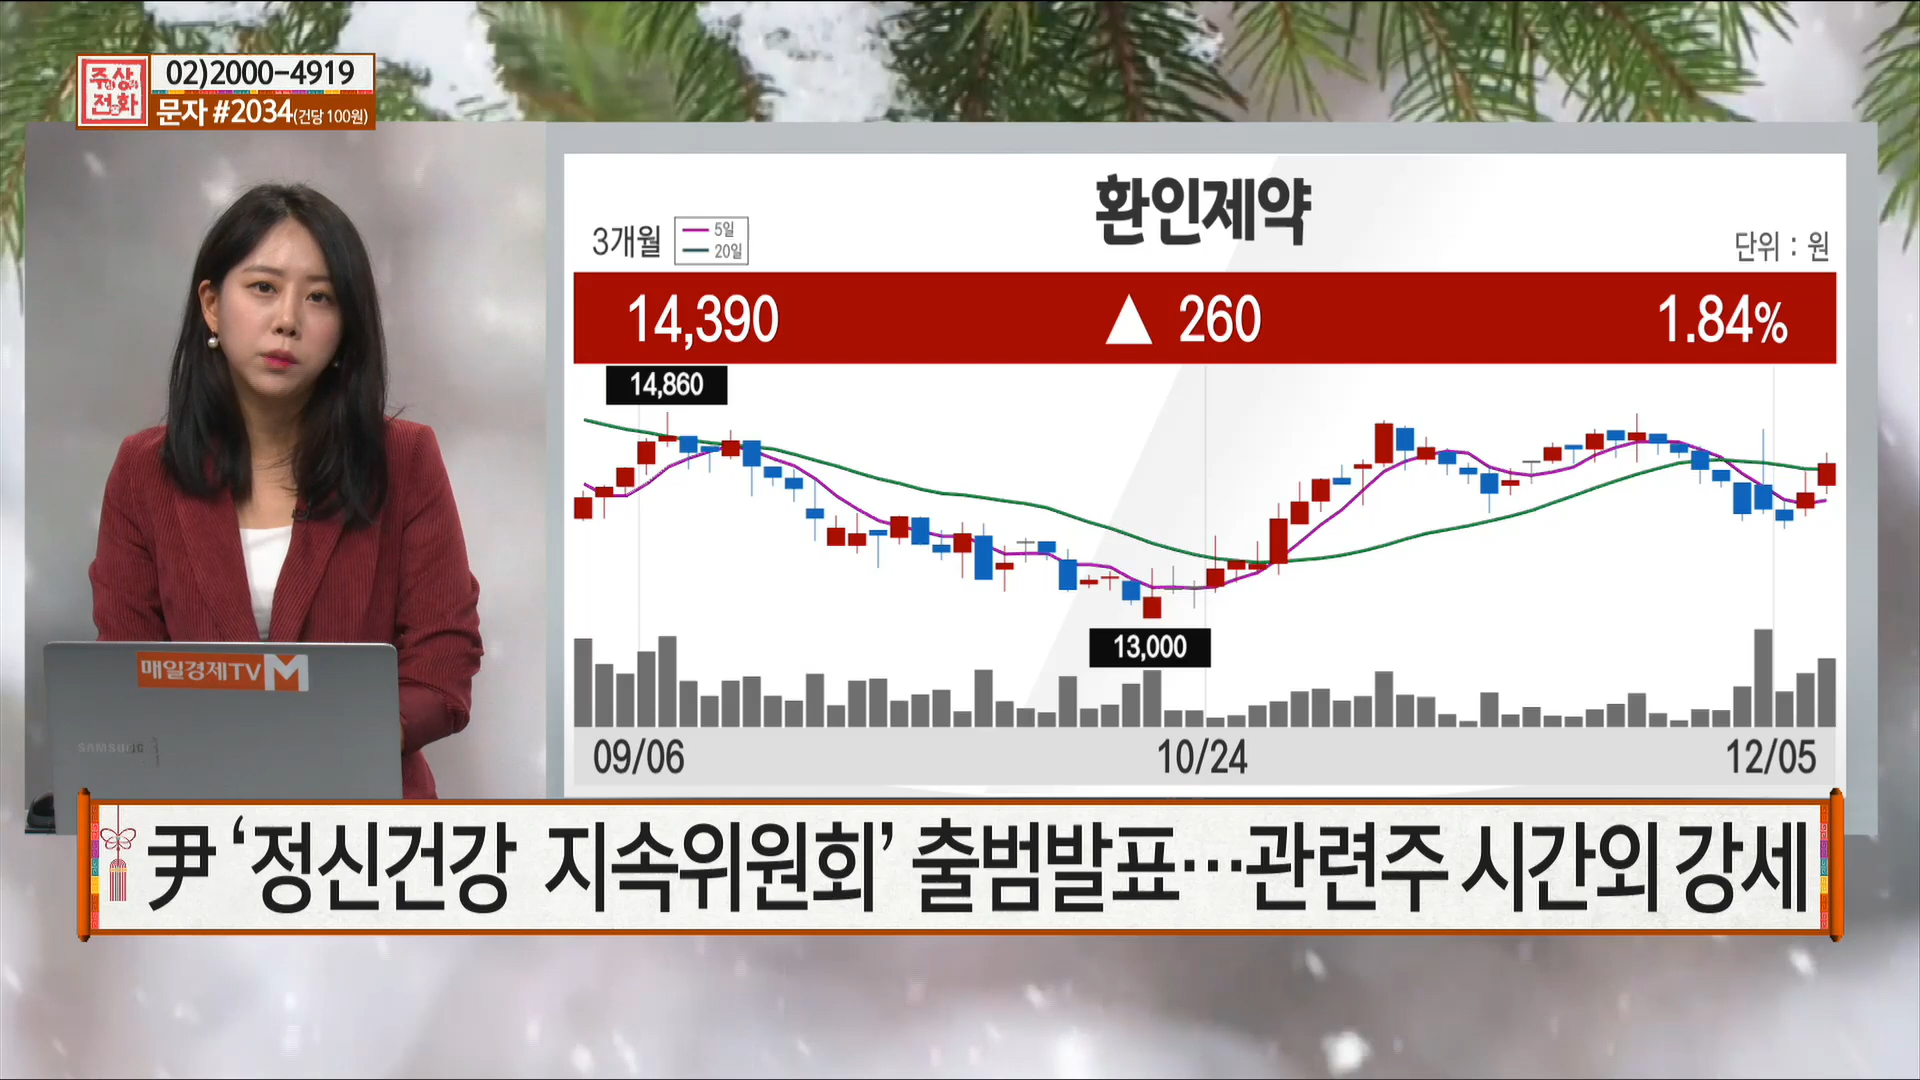 주상
전화
02)2000-4919
문자 #2034(건당 100원)
환인제약
3개월
5일
20일
단위 : 원
14,390 ▲ 260 1.84%
14,860
13,000
09/06 10/24 12/05
매일경제TV M
SAMSUNG
尹 ‘정신건강 지속위원회’ 출범발표…관련주 시간외 강세